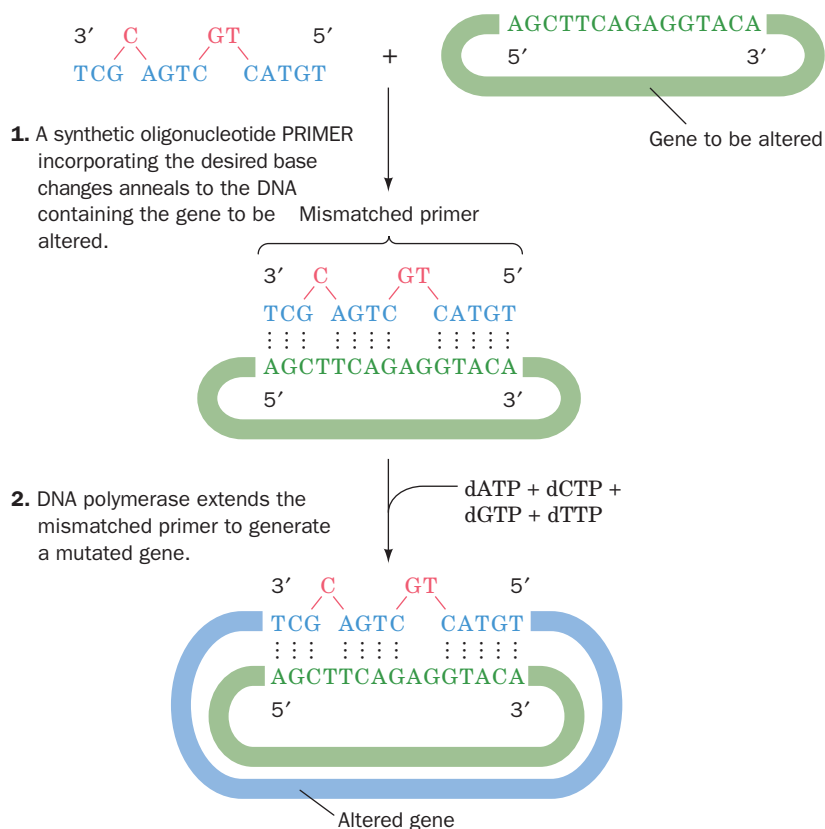 3′ C GT 5′
TCG AGTC CATGT
+
AGCTTCAGAGGTACA
5′ 3′
Gene to be altered
1. A synthetic oligonucleotide PRIMER
incorporating the desired base
changes anneals to the DNA
containing the gene to be
altered.
Mismatched primer
3′ C GT 5′
TCG AGTC CATGT
AGCTTCAGAGGTACA
5′ 3′
2. DNA polymerase extends the
mismatched primer to generate
a mutated gene.
dATP + dCTP +
dGTP + dTTP
3′ C GT 5′
TCG AGTC CATGT
AGCTTCAGAGGTACA
5′ 3′
Altered gene